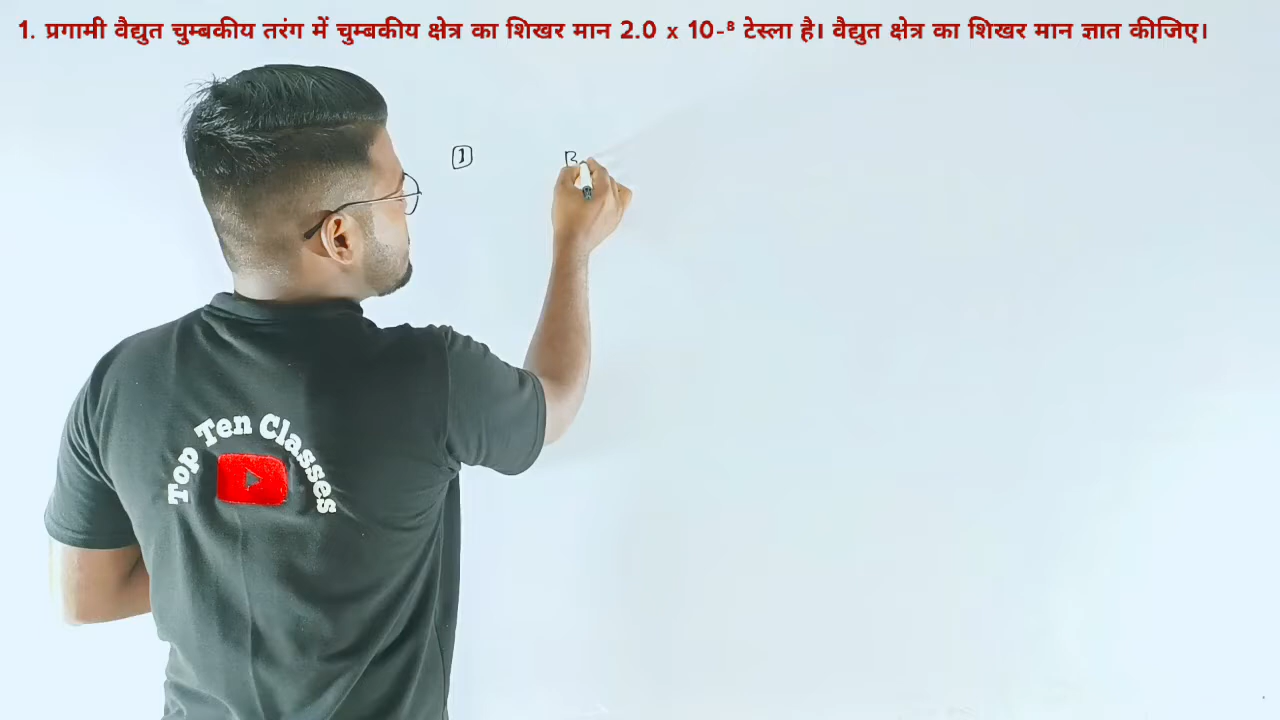 1. प्रगामी वैद्युत चुम्बकीय तरंग में चुम्बकीय क्षेत्र का शिखर मान 2.0 x 10-⁸ टेस्ला है। वैद्युत क्षेत्र का शिखर मान ज्ञात कीजिए।
1 B
Top Ten Classes